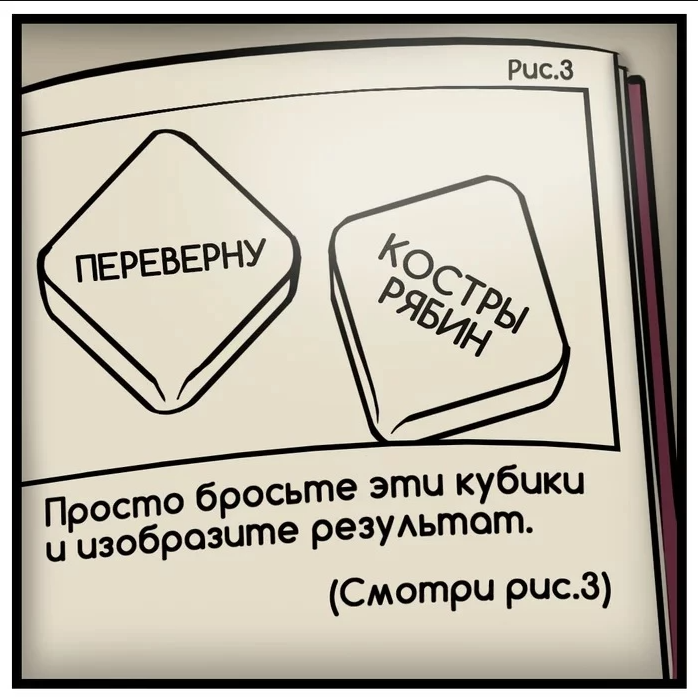 Рис.3
ПЕРЕВЕРНУ
КОСТРЫ
РЯБИН
Просто бросьте эти кубики
и изобразите результат.
(Смотри рис.3)